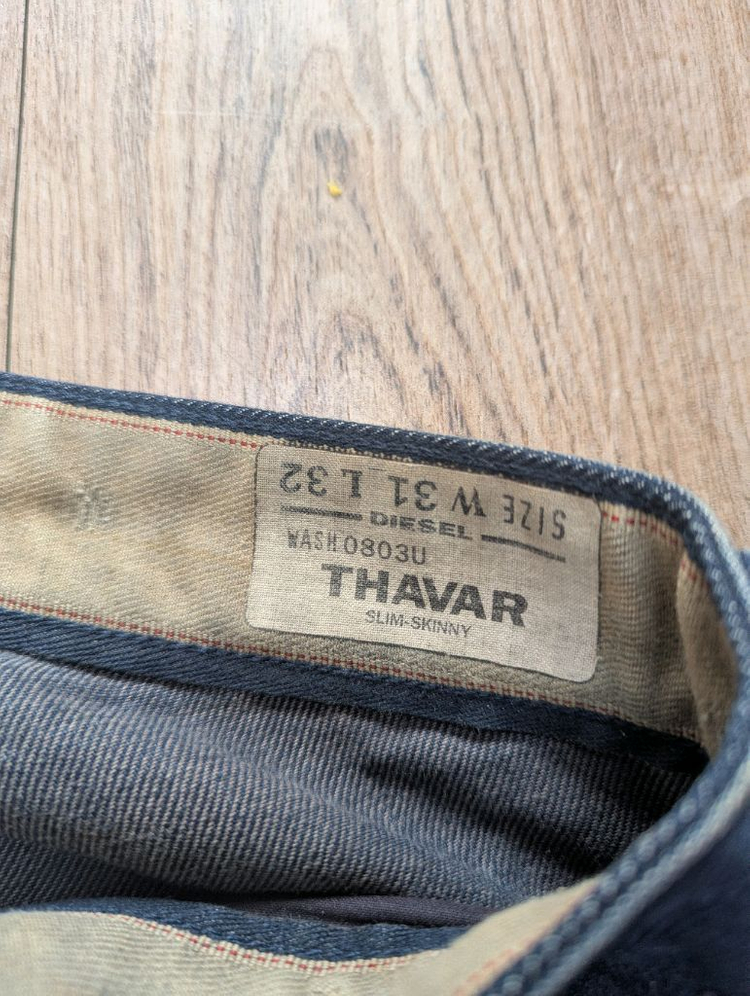 SIZE W 31 L 32
DIESEL
WASH 0803U
THAVAR
SLIM-SKINNY